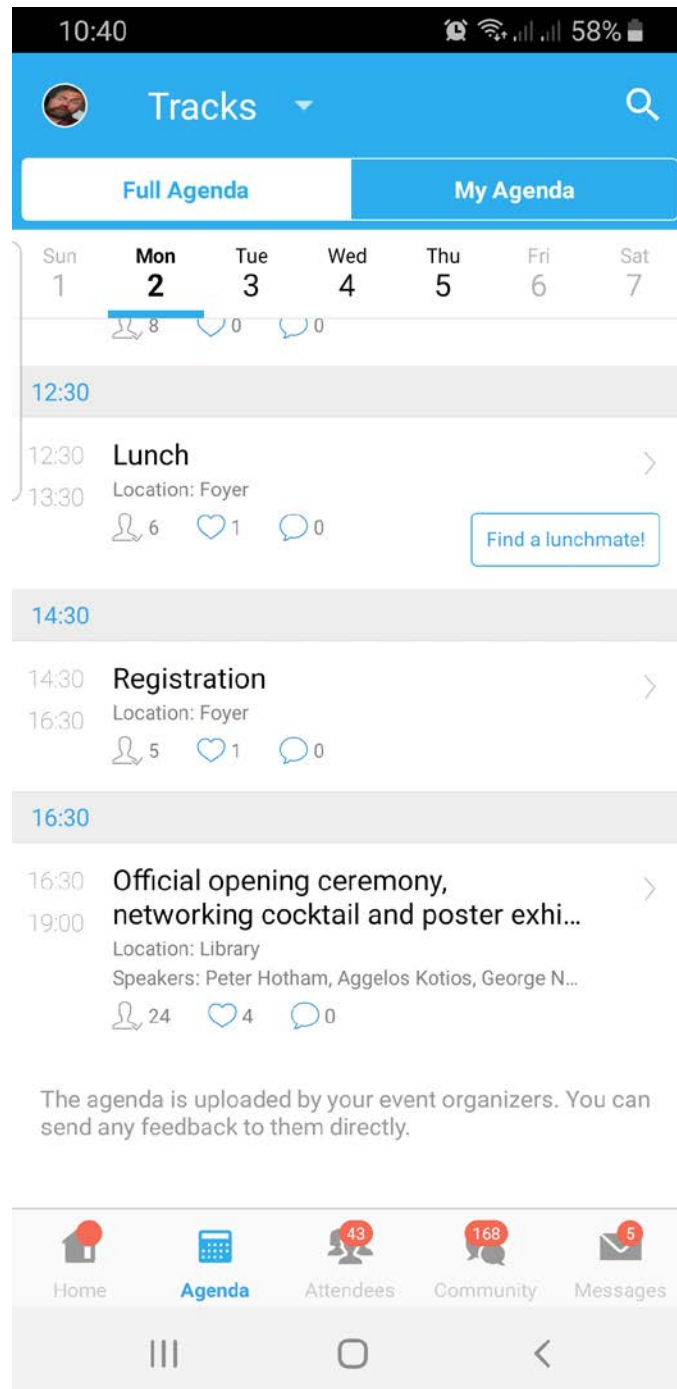 10:40 58%
Tracks
Full Agenda My Agenda
Sun Mon Tue Wed Thu Fri Sat
1 2 3 4 5 6 7
8 0 0
12:30
12:30 Lunch
13:30 Location: Foyer
6 1 0 Find a lunchmate!
14:30
14:30 Registration
16:30 Location: Foyer
5 1 0
16:30
16:30 Official opening ceremony,
19:00 networking cocktail and poster exhi...
Location: Library
Speakers: Peter Hotham, Aggelos Kotios, George N...
24 4 0
The agenda is uploaded by your event organizers. You can
send any feedback to them directly.
43 168 5
Home Agenda Attendees Community Messages